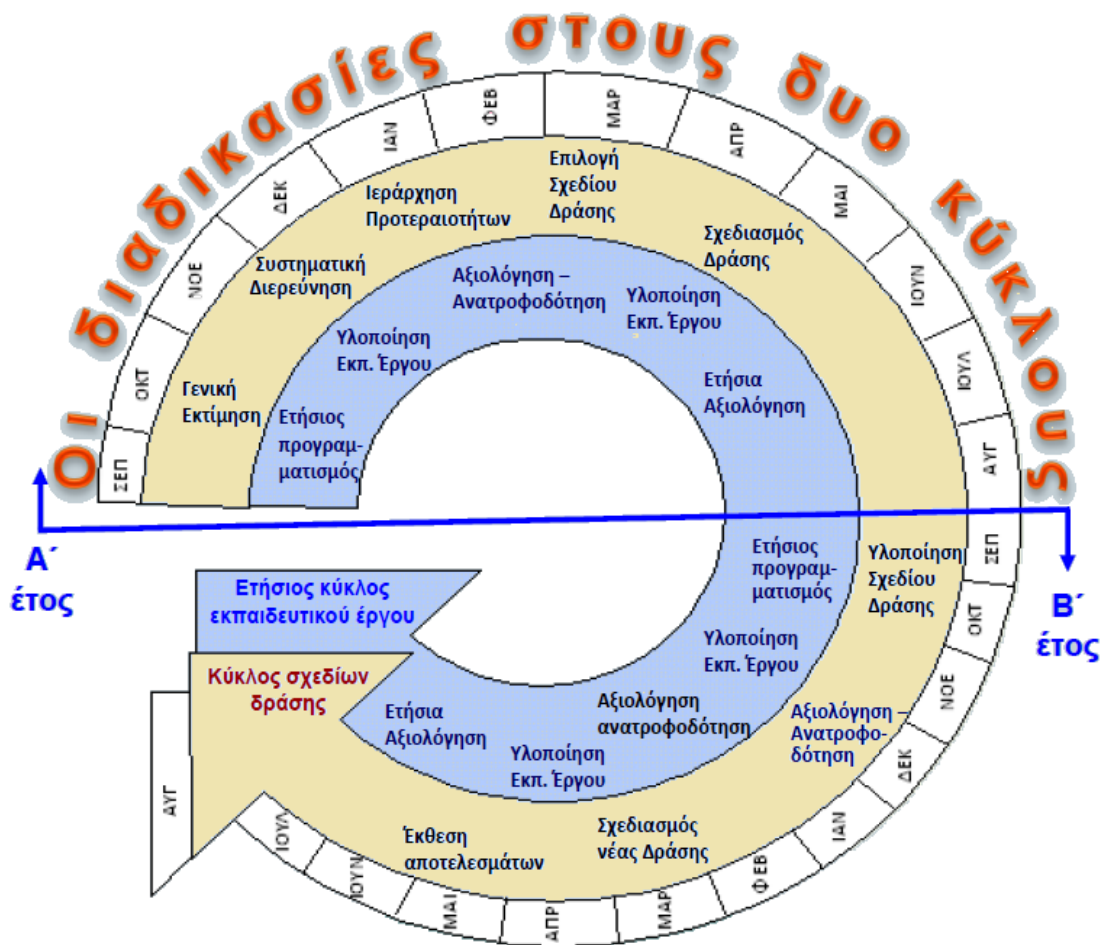 Οι διαδικασίες στους δυο κύκλους
ΣΕΠ
ΟΚΤ
ΝΟΕ
ΔΕΚ
ΙΑΝ
ΦΕΒ
ΜΑΡ
ΑΠΡ
ΜΑΙ
ΙΟΥΝ
ΙΟΥΛ
ΑΥΓ
Γενική
Εκτίμηση
Συστηματική
Διερεύνηση
Ιεράρχηση
Προτεραιοτήτων
Επιλογή
Σχεδίου
Δράσης
Σχεδιασμός
Δράσης
Ετήσιος
προγραμ-
ματισμός
Υλοποίηση
Εκπ. Έργου
Αξιολόγηση –
Ανατροφοδότηση
Υλοποίηση
Εκπ. Έργου
Ετήσια
Αξιολόγηση
Α΄
έτος
Β΄
έτος
ΣΕΠ
ΟΚΤ
ΝΟΕ
ΔΕΚ
ΙΑΝ
ΦΕΒ
ΜΑΡ
ΑΠΡ
ΜΑΙ
ΙΟΥΝ
ΙΟΥΛ
ΑΥΓ
Υλοποίηση
Σχεδίου
Δράσης
Αξιολόγηση –
Ανατροφο-
δότηση
Σχεδιασμός
νέας Δράσης
Έκθεση
αποτελεσμάτων
Ετήσιος
προγραμ-
ματισμός
Υλοποίηση
Εκπ. Έργου
Αξιολόγηση
ανατροφοδότηση
Υλοποίηση
Εκπ. Έργου
Ετήσια
Αξιολόγηση
Ετήσιος κύκλος
εκπαιδευτικού έργου
Κύκλος σχεδίων
δράσης